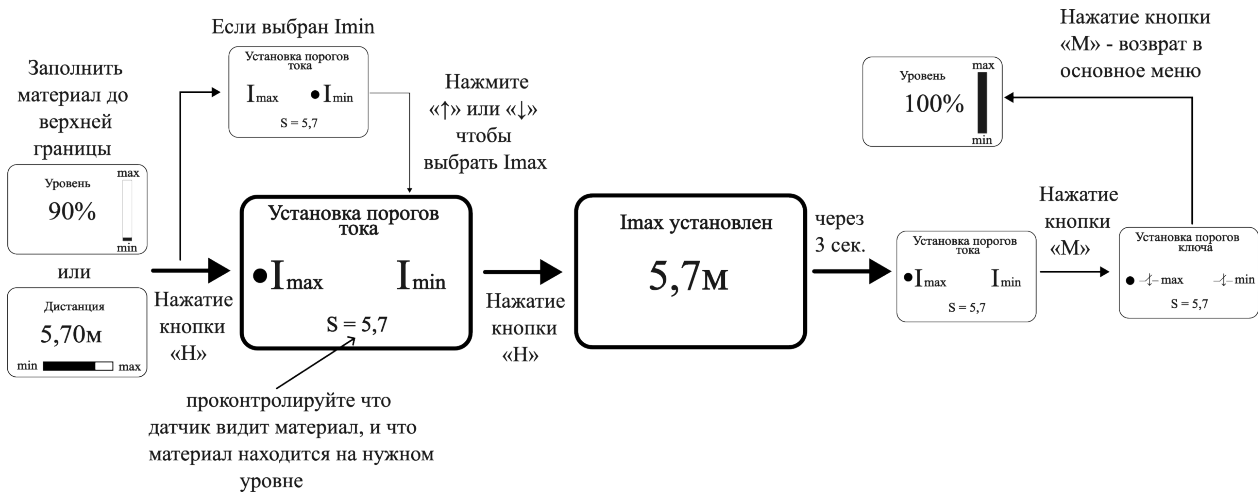 Заполнить
материал до
верхней
границы
Уровень
90%
max
min
или
Дистанция
5,70м
min
max
Нажатие
кнопки
«Н»
Если выбран Imin
Установка порогов
тока
Imax
Imin
S = 5,7
Нажмите
«↑» или «↓»
чтобы
выбрать Imax
Установка порогов
тока
Imax
Imin
S = 5,7
проконтролируйте что
датчик видит материал, и что
материал находится на нужном
уровне
Нажатие
кнопки
«Н»
Imax установлен
5,7м
через
3 сек.
Установка порогов
тока
Imax
Imin
S = 5,7
Нажатие
кнопки
«М»
Установка порогов
ключа
max
min
S = 5,7
Нажатие кнопки
«М» - возврат в
основное меню
Уровень
100%
max
min